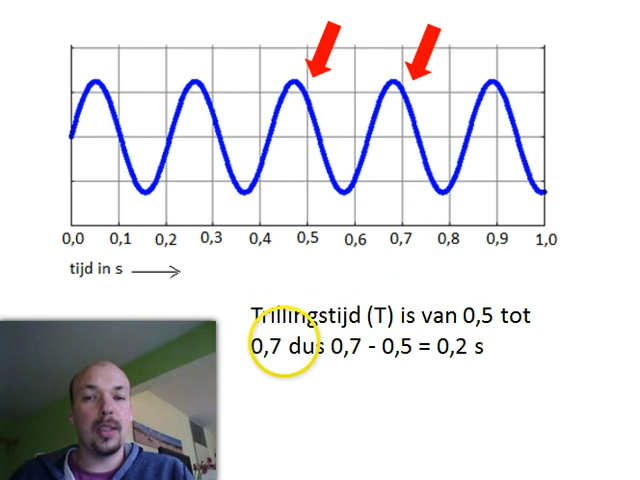 0,0 0,1 0,2 0,3 0,4 0,5 0,6 0,7 0,8 0,9 1,0
tijd in s
Trillingstijd (T) is van 0,5 tot
0,7 dus 0,7 - 0,5 = 0,2 s